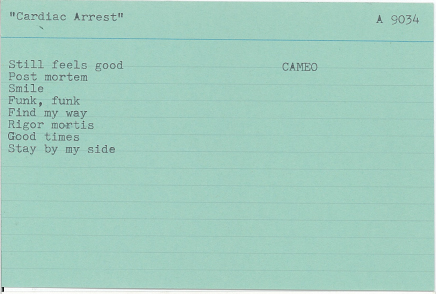 "Cardiac Arrest" A 9034
Still feels good CAMEO
Post mortem
Smile
Funk, funk
Find my way
Rigor mortis
Good times
Stay by my side